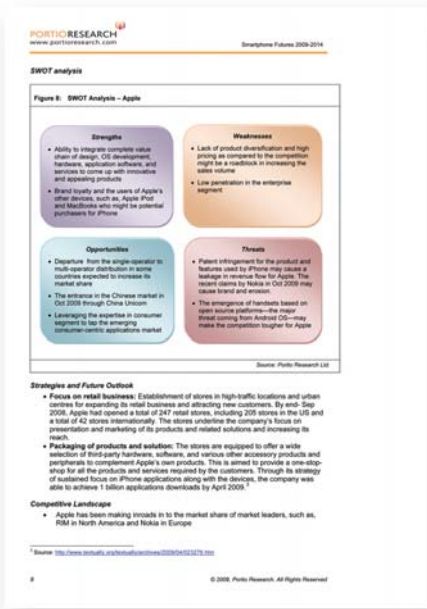 PORTIORESEARCH
www.portioresearch.com
Smartphone Futures 2009-2014
SWOT analysis
Figure 8: SWOT Analysis – Apple
Strengths
• Ability to integrate complete value
chain of design, OS development,
hardware, application software, and
services to come up with innovative
and appealing products
• Brand loyalty and the users of Apple's
other devices, such as, Apple iPod
and MacBooks who might be potential
purchasers for iPhone
Weaknesses
• Lack of product diversification and high
pricing as compared to the competition
might be a roadblock in increasing the
sales volume
• Low penetration in the enterprise
segment
Opportunities
• Departure from the single-operator to
multi-operator distribution in some
countries expected to increase its
market share
• The entrance in the Chinese market in
Oct 2009 through China Unicom
• Leveraging the expertise in consumer
segment to tap the emerging
consumer-centric applications market
Threats
• Patent infringement for the product and
features used by iPhone may cause a
leakage in revenue flow for Apple. The
recent claims by Nokia in Oct 2009 may
cause brand end erosion.
• The emergence of handsets based on
open source platforms—the major
threat coming from Android OS—may
make the competition tougher for Apple
Source: Portio Research Ltd
Strategies and Future Outlook
• Focus on retail business: Establishment of stores in high-traffic locations and urban
centres for expanding its retail business and attracting new customers. By end- Sep
2008, Apple had opened a total of 247 retail stores, including 205 stores in the US and
a total of 42 stores internationally. The stores underline the company's focus on
presentation and marketing of its products and related solutions and increasing its
reach.
• Packaging of products and solution: The stores are equipped to offer a wide
selection of third-party hardware, software, and various other accessory products and
peripherals to complement Apple's own products. This is aimed to provide a one-stop-
shop for all the products and services required by the customers. Through its strategy
of sustained focus on iPhone applications along with the devices, the company was
able to achieve 1 billion applications downloads by April 2009.
Competitive Landscape
• Apple has been making inroads in to the market share of market leaders, such as,
RIM in North America and Nokia in Europe
Source: http://www.textually.org/textually/archives/2009/04/023276.htm
© 2009, Portio Research. All Rights Reserved